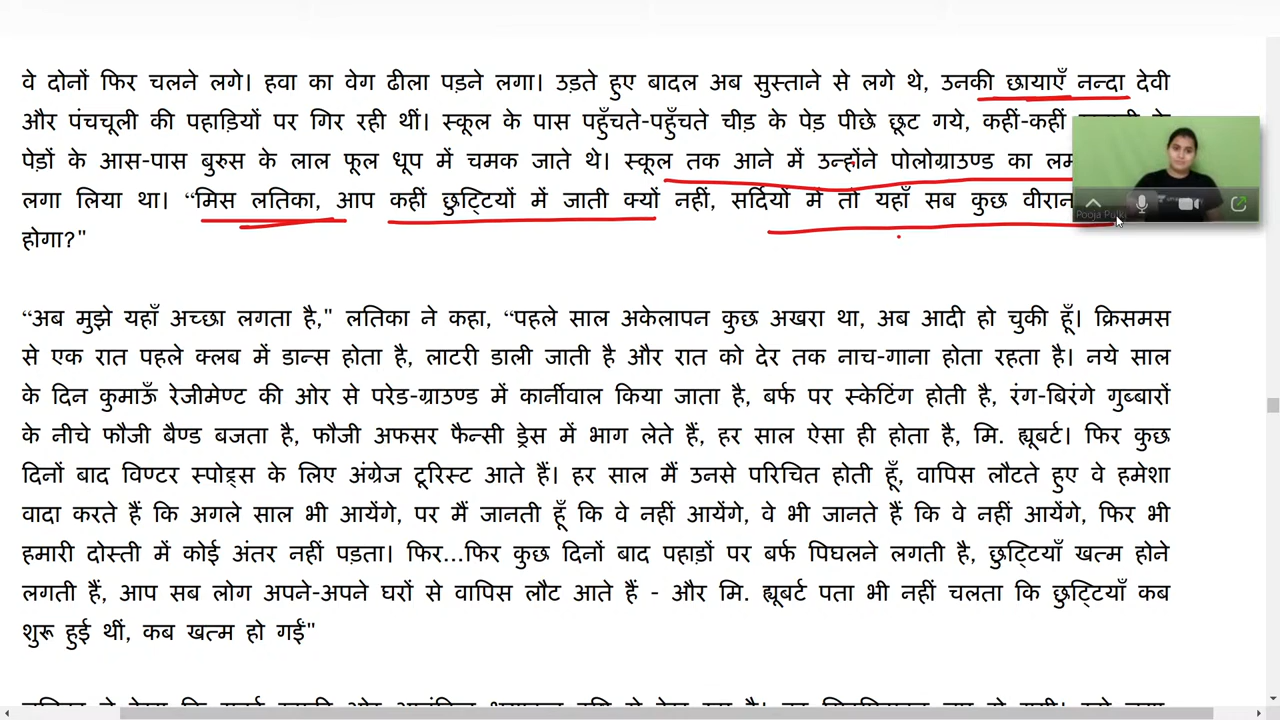 वे दोनों फिर चलने लगे। हवा का वेग ढीला पड़ने लगा। उड़ते हुए बादल अब सुस्ताने से लगे थे, उनकी छायाएँ नन्दा देवी
और पंचचूली की पहाड़ियों पर गिर रही थीं। स्कूल के पास पहुँचते-पहुँचते चीड़ के पेड़ पीछे छूट गये, कहीं-कहीं
पेड़ों के आस-पास बुरुस के लाल फूल धूप में चमक जाते थे। स्कूल तक आने में उन्होंने पोलोग्राउण्ड का
लगा लिया था। “मिस लतिका, आप कहीं छुट्टियों में जाती क्यों नहीं, सर्दियों में तो यहाँ सब कुछ वीरान
होगा?"
“अब मुझे यहाँ अच्छा लगता है," लतिका ने कहा, “पहले साल अकेलापन कुछ अखरा था, अब आदी हो चुकी हूँ। क्रिसमस
से एक रात पहले क्लब में डान्स होता है, लाटरी डाली जाती है और रात को देर तक नाच-गाना होता रहता है। नये साल
के दिन कुमाऊँ रेजीमेण्ट की ओर से परेड-ग्राउण्ड में कार्नीवाल किया जाता है, बर्फ पर स्केटिंग होती है, रंग-बिरंगे गुब्बारों
के नीचे फौजी बैण्ड बजता है, फौजी अफसर फैन्सी ड्रेस में भाग लेते हैं, हर साल ऐसा ही होता है, मि. ह्यूबर्ट। फिर कुछ
दिनों बाद विण्टर स्पोड्र्स के लिए अंग्रेज टूरिस्ट आते हैं। हर साल मैं उनसे परिचित होती हूँ, वापिस लौटते हुए वे हमेशा
वादा करते हैं कि अगले साल भी आयेंगे, पर मैं जानती हूँ कि वे नहीं आयेंगे, वे भी जानते हैं कि वे नहीं आयेंगे, फिर भी
हमारी दोस्ती में कोई अंतर नहीं पड़ता। फिर...फिर कुछ दिनों बाद पहाड़ों पर बर्फ पिघलने लगती है, छुट्टियाँ खत्म होने
लगती हैं, आप सब लोग अपने-अपने घरों से वापिस लौट आते हैं - और मि. ह्यूबर्ट पता भी नहीं चलता कि छुट्टियाँ कब
शुरू हुई थीं, कब खत्म हो गईं"